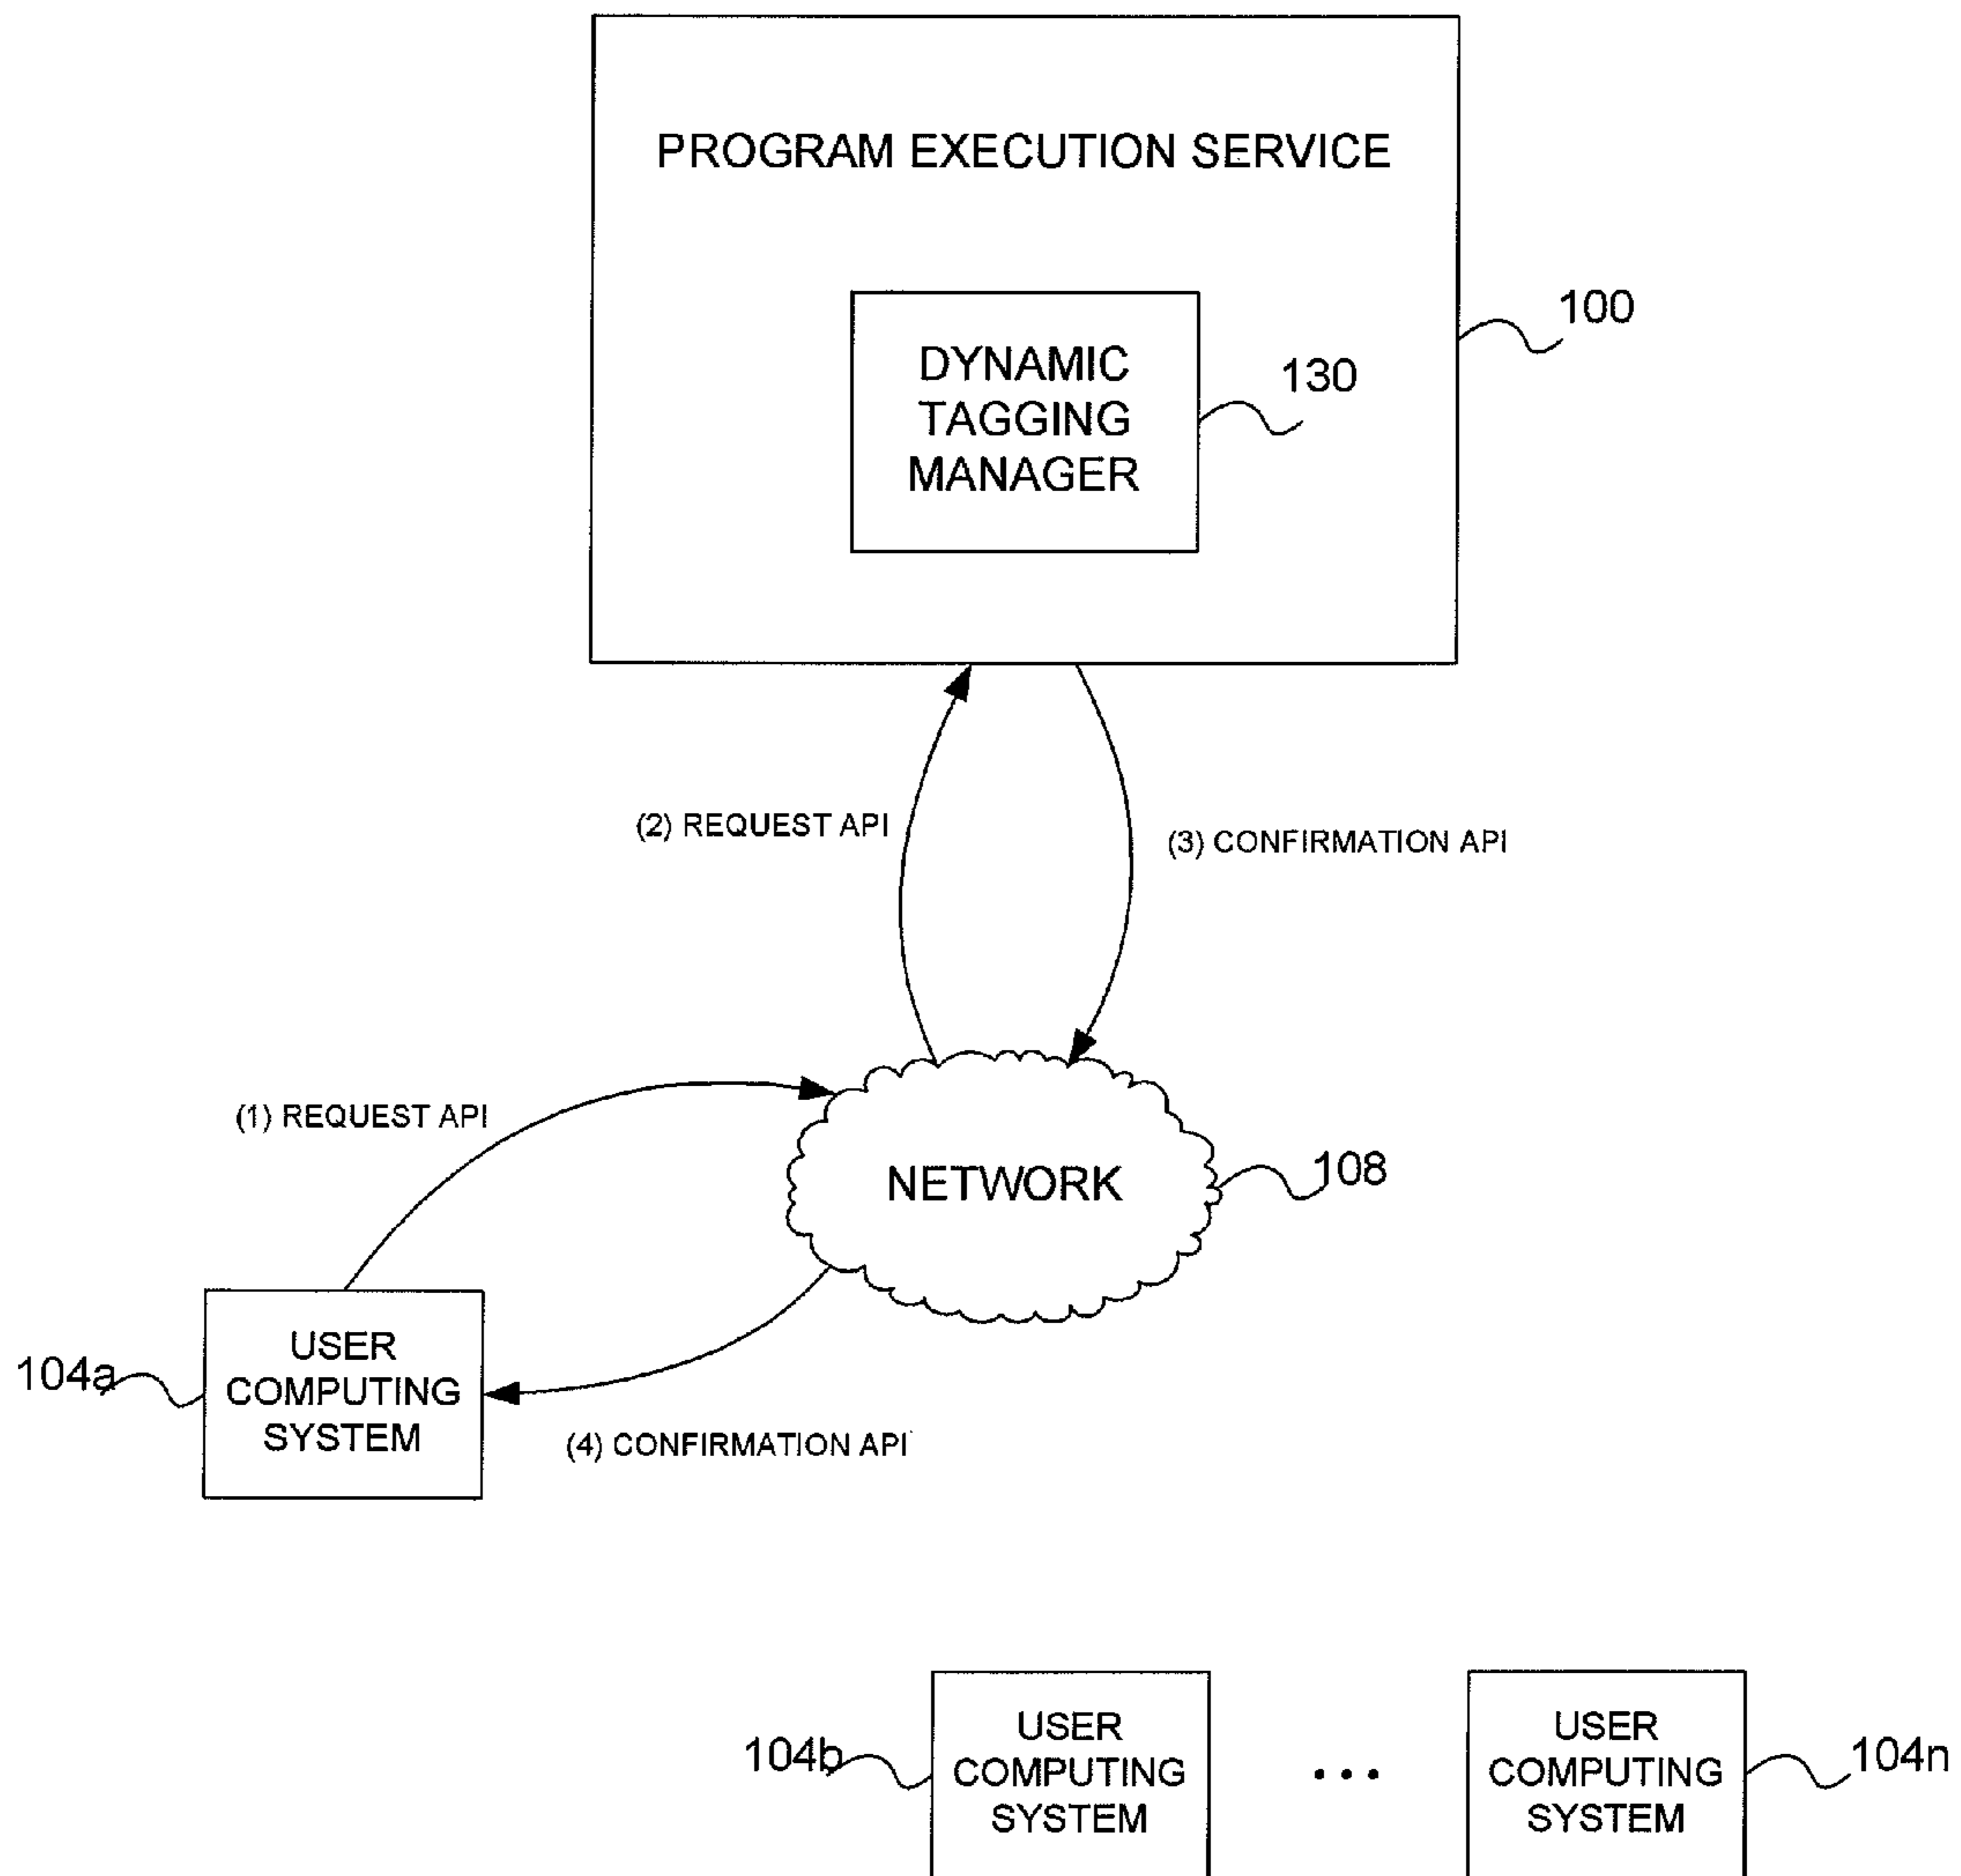 PROGRAM EXECUTION SERVICE
100
DYNAMIC
TAGGING
MANAGER
130
(2) REQUEST API
(3) CONFIRMATION API
(1) REQUEST API
NETWORK
108
USER
COMPUTING
SYSTEM
104a
(4) CONFIRMATION API
104b
USER
COMPUTING
SYSTEM
...
USER
COMPUTING
SYSTEM
104n